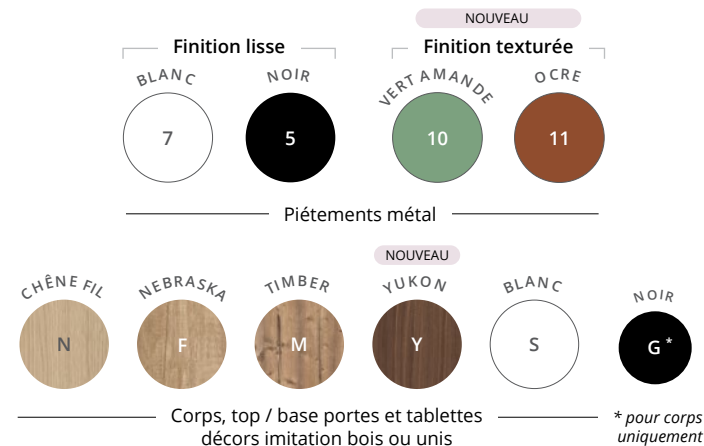 NOUVEAU
Finition lisse
Finition texturée
BLANC
NOIR
VERT AMANDE
OCRE
7
5
10
11
Piétements métal
NOUVEAU
CHÊNE FIL
NEBRASKA
TIMBER
YUKON
BLANC
NOIR
N
F
M
Y
S
G *
Corps, top / base portes et tablettes
décors imitation bois ou unis
* pour corps
uniquement